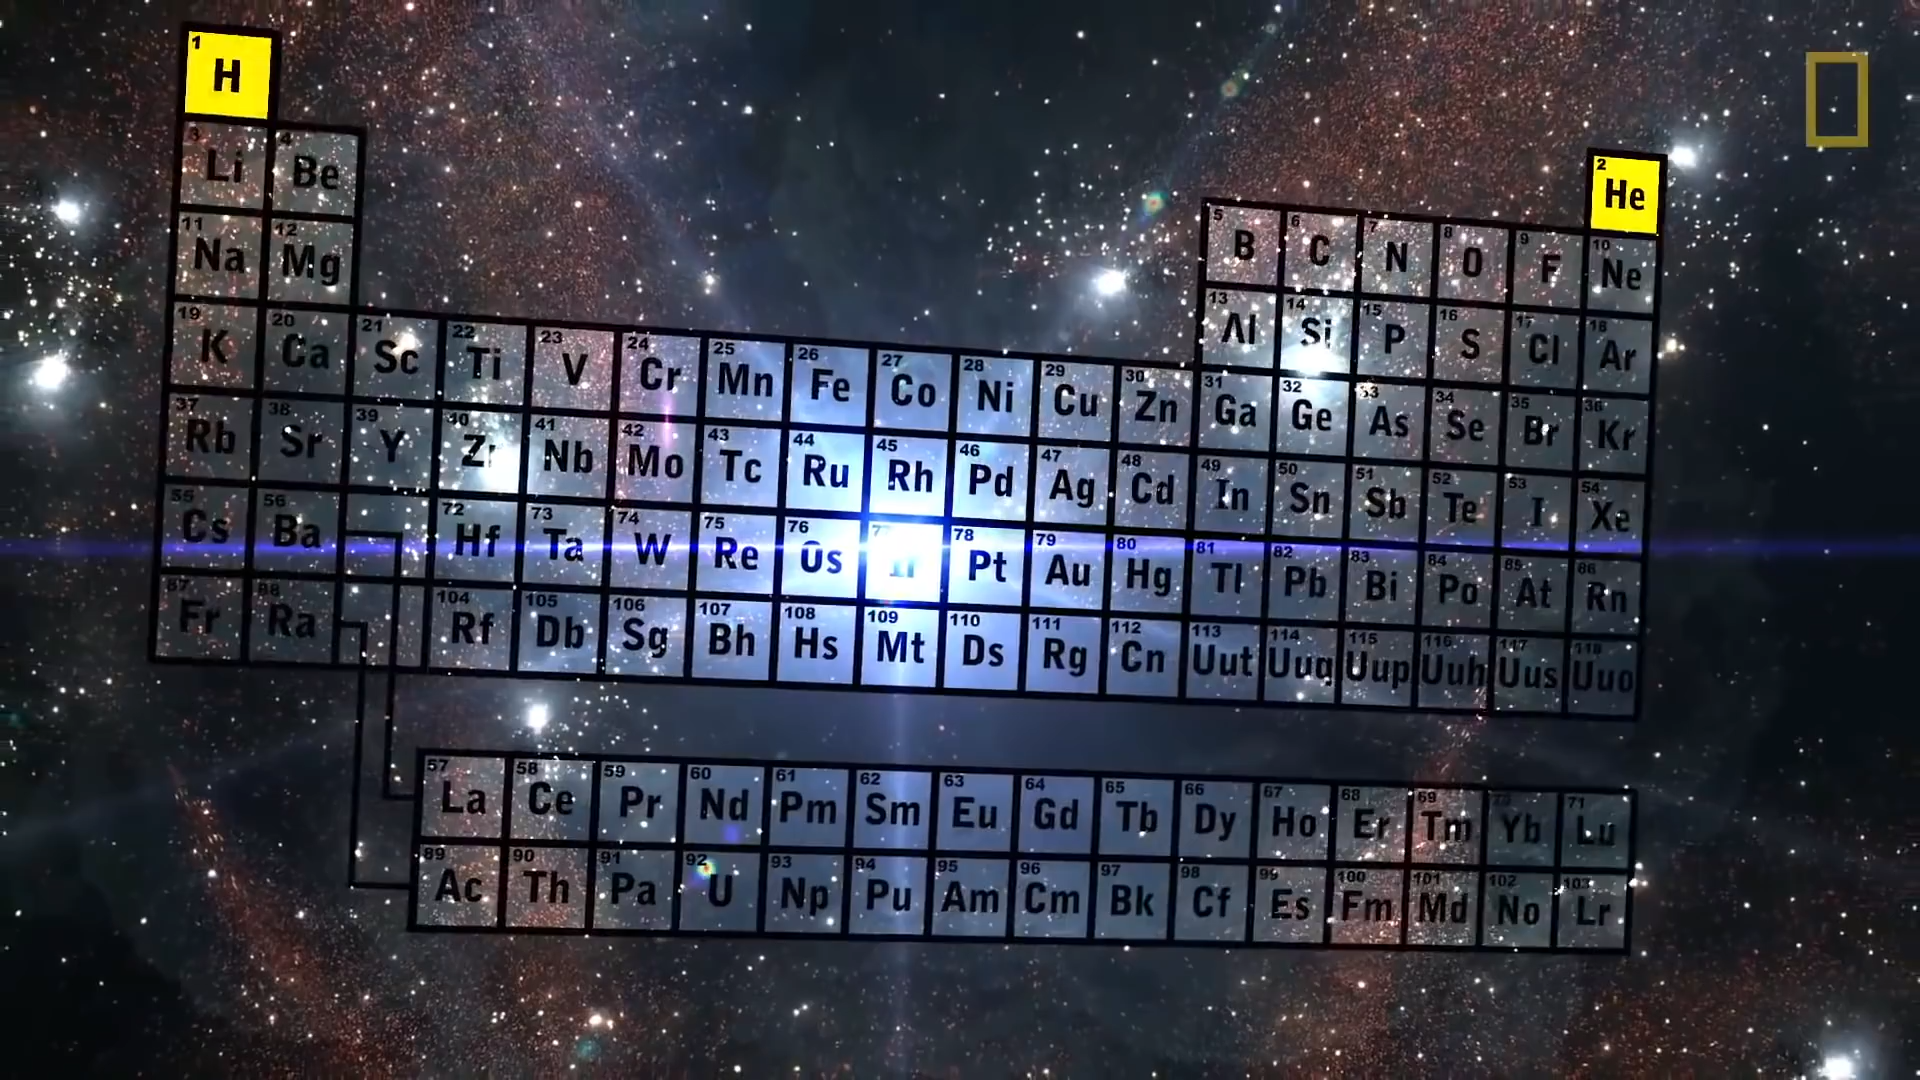 1
H
2
He
3
Li
4
Be
5
B
6
C
7
N
8
O
9
F
10
Ne
11
Na
12
Mg
13
Al
14
Si
15
P
16
S
17
Cl
18
Ar
19
K
20
Ca
21
Sc
22
Ti
23
V
24
Cr
25
Mn
26
Fe
27
Co
28
Ni
29
Cu
30
Zn
31
Ga
32
Ge
33
As
34
Se
35
Br
36
Kr
37
Rb
38
Sr
39
Y
40
Zr
41
Nb
42
Mo
43
Tc
44
Ru
45
Rh
46
Pd
47
Ag
48
Cd
49
In
50
Sn
51
Sb
52
Te
53
I
54
Xe
55
Cs
56
Ba
72
Hf
73
Ta
74
W
75
Re
76
Os
77
Ir
78
Pt
79
Au
80
Hg
81
Tl
82
Pb
83
Bi
84
Po
85
At
86
Rn
87
Fr
88
Ra
104
Rf
105
Db
106
Sg
107
Bh
108
Hs
109
Mt
110
Ds
111
Rg
112
Cn
113
Uut
114
Uuq
115
Uup
116
Uuh
117
Uus
118
Uuo
57
La
58
Ce
59
Pr
60
Nd
61
Pm
62
Sm
63
Eu
64
Gd
65
Tb
66
Dy
67
Ho
68
Er
69
Tm
70
Yb
71
Lu
89
Ac
90
Th
91
Pa
92
U
93
Np
94
Pu
95
Am
96
Cm
97
Bk
98
Cf
99
Es
100
Fm
101
Md
102
No
103
Lr